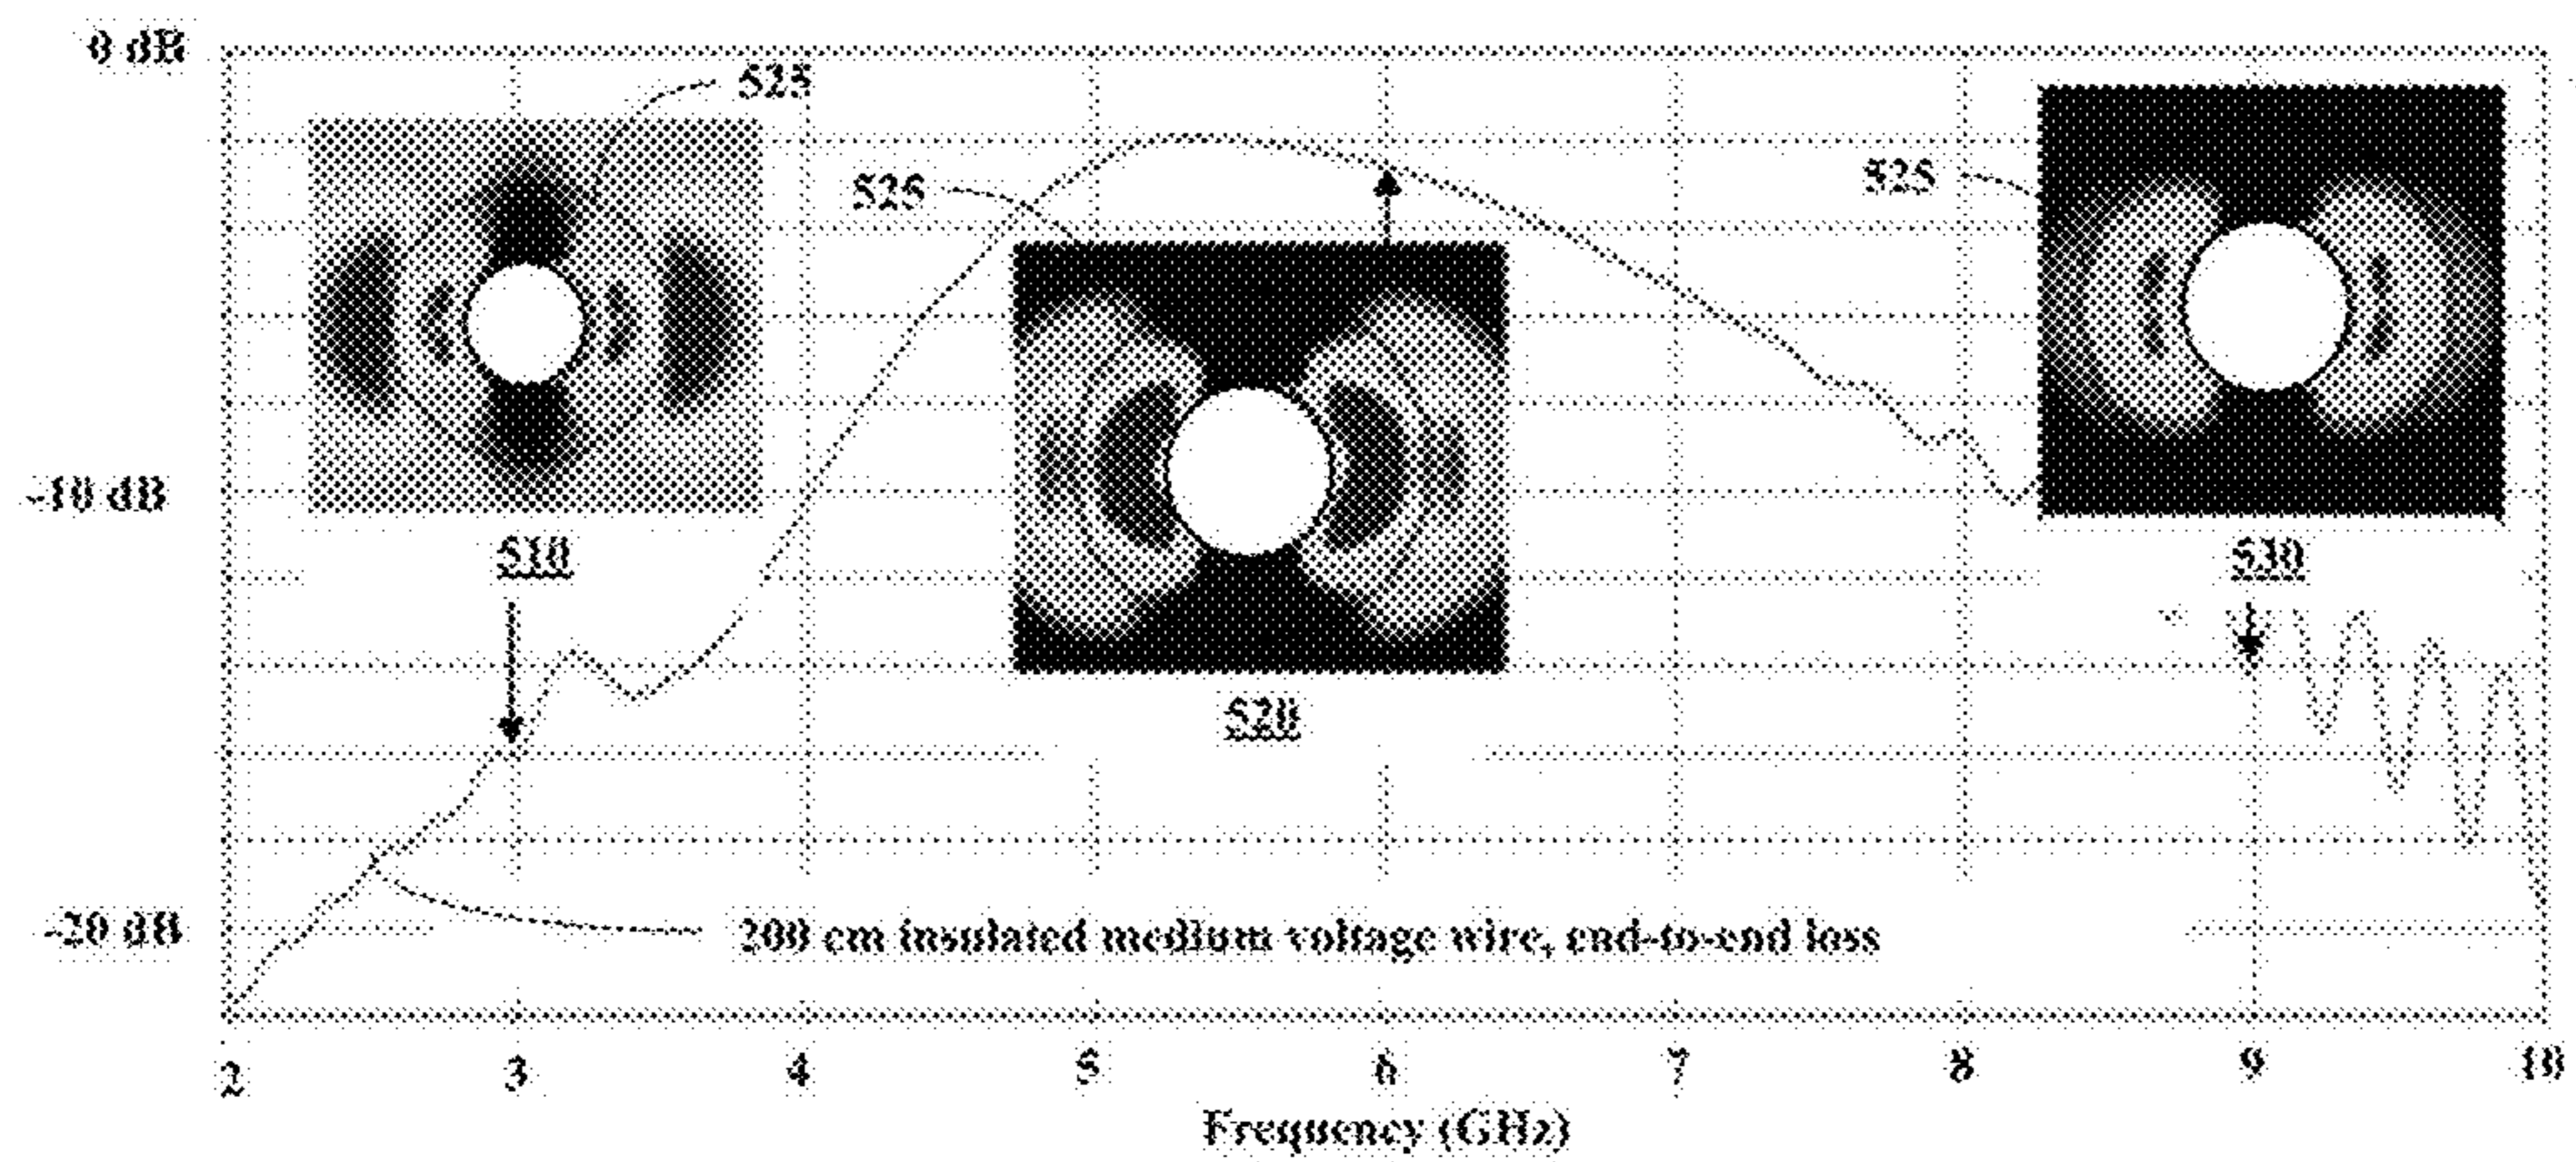 0 dB
525
525
525
-10 dB
510
530
520
-20 dB
200 cm insulated medium voltage wire, end-to-end loss
2 3 4 5 6 7 8 9 10
Frequency (GHz)